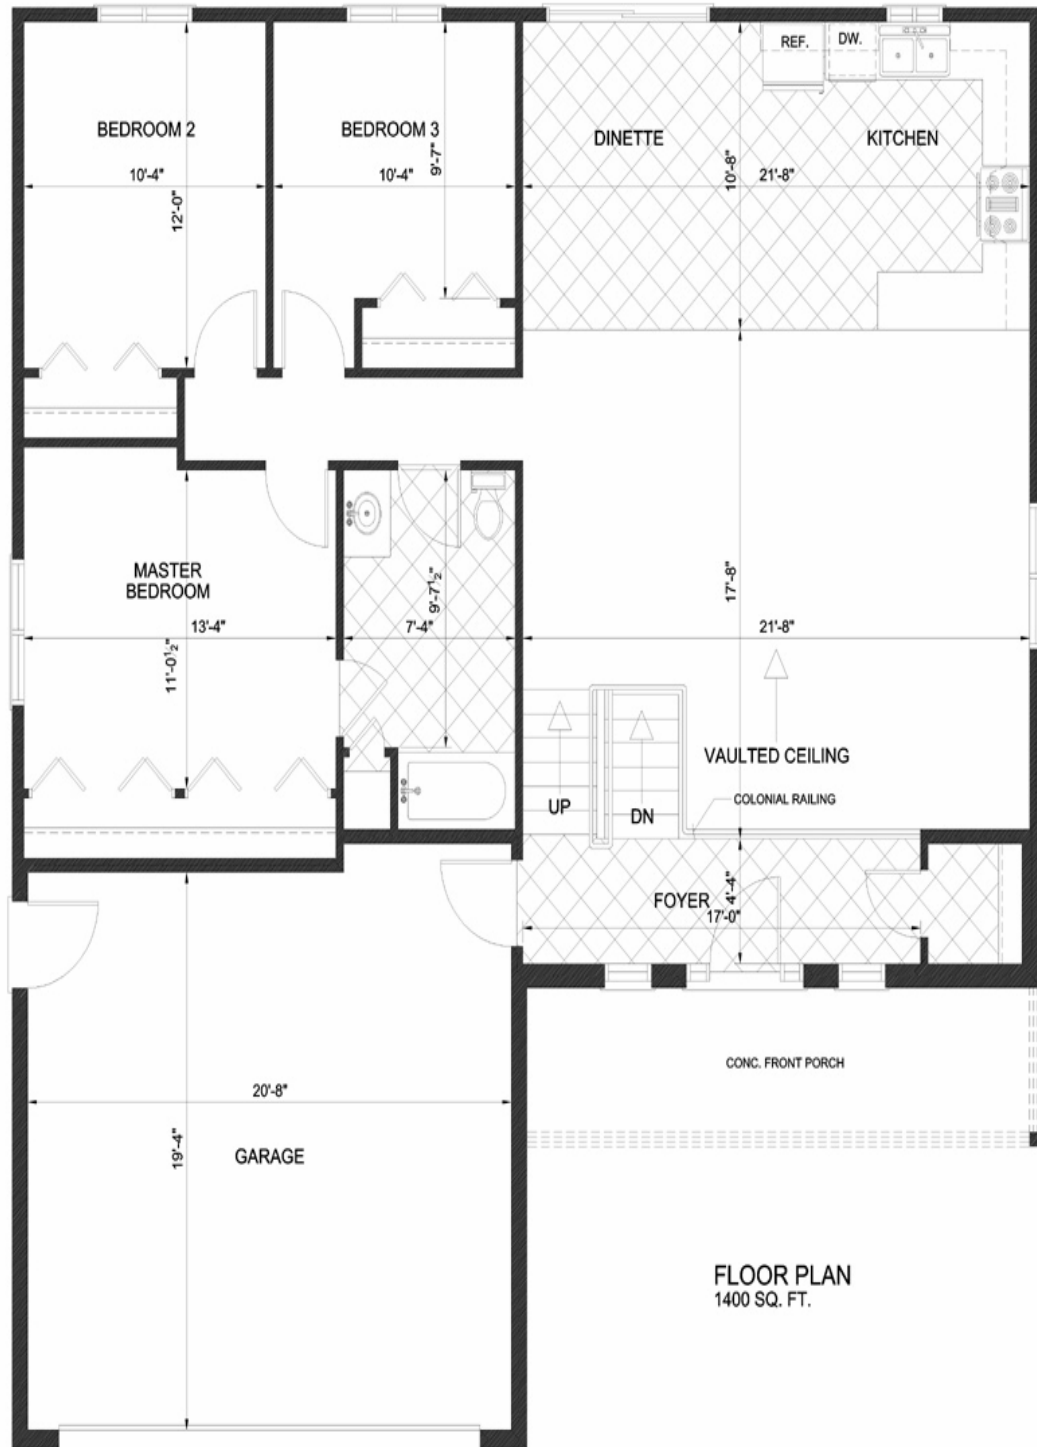 REF.
DW.
BEDROOM 2
BEDROOM 3
DINETTE
KITCHEN
10'-4"
12'-0"
10'-4"
9'-7"
10'-8"
21'-8"
MASTER
BEDROOM
13'-4"
11'-0½"
7'-4"
9'-7½"
17'-8"
21'-8"
VAULTED CEILING
COLONIAL RAILING
UP
DN
FOYER
4'-4"
17'-0"
CONC. FRONT PORCH
20'-8"
19'-4"
GARAGE
FLOOR PLAN
1400 SQ. FT.